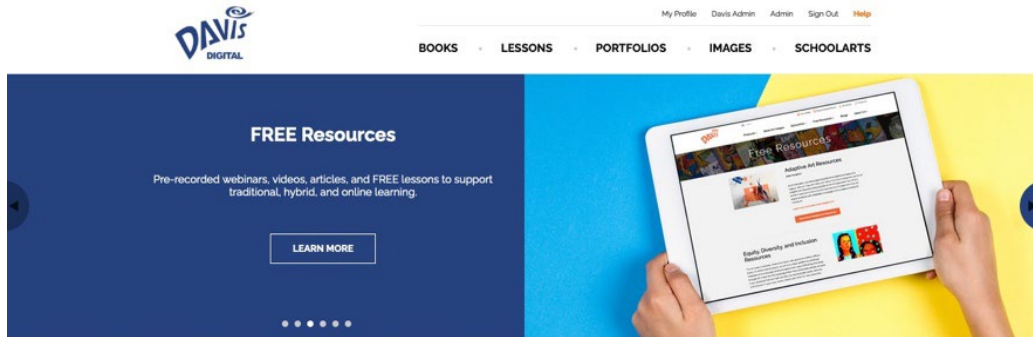 DAVIS
DIGITAL
My Profile Davis Admin Admin Sign Out Help
BOOKS LESSONS PORTFOLIOS IMAGES SCHOOLARTS
FREE Resources
Pre-recorded webinars, videos, articles, and FREE lessons to support
traditional, hybrid, and online learning.
LEARN MORE
DAVIS
Free Resources
Adaptive Art Resources
Equity, Diversity, and Inclusion
Resources